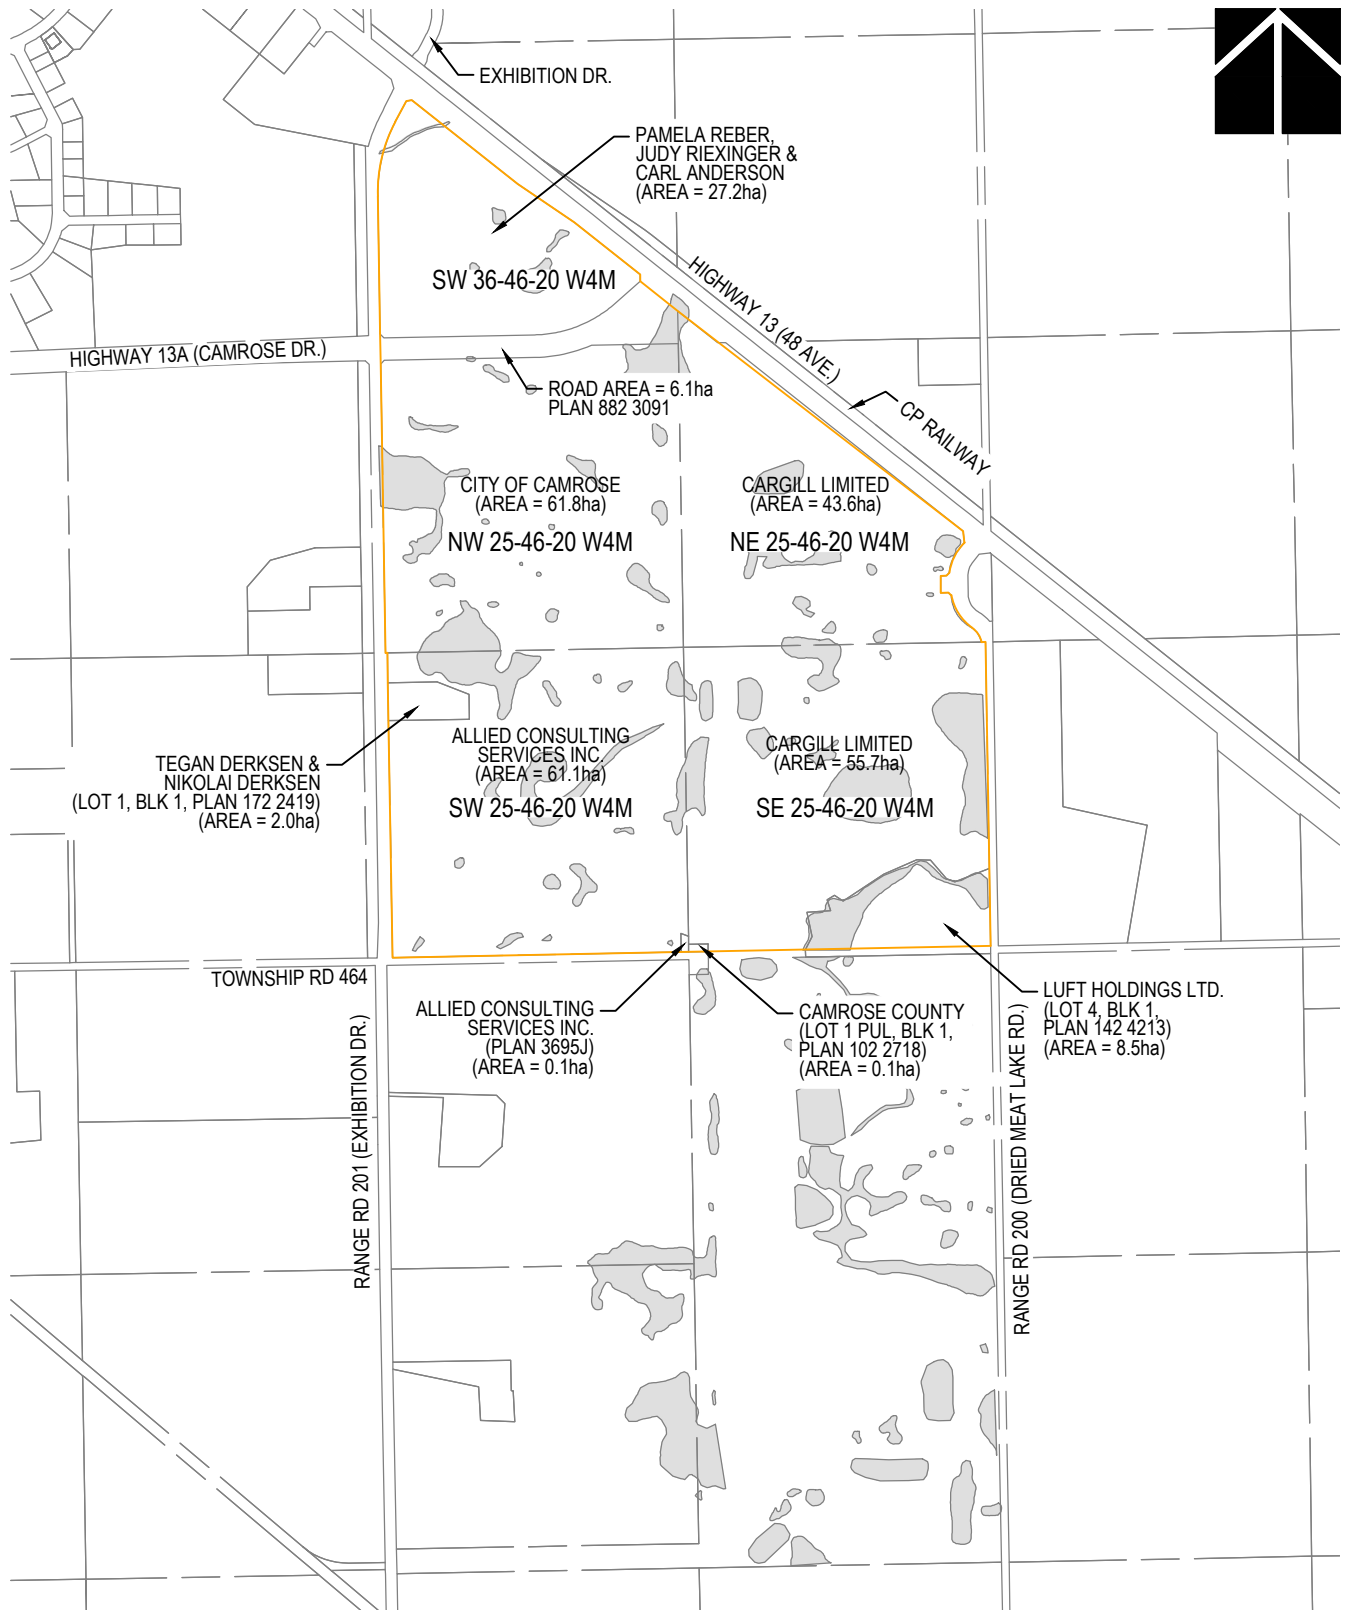 EXHIBITION DR.
PAMELA REBER,
JUDY RIEXINGER &
CARL ANDERSON
(AREA = 27.2ha)
SW 36-46-20 W4M
HIGHWAY 13 (48 AVE.)
HIGHWAY 13A (CAMROSE DR.)
ROAD AREA = 6.1ha
PLAN 882 3091
CP RAILWAY
CITY OF CAMROSE
(AREA = 61.8ha)
NW 25-46-20 W4M
CARGILL LIMITED
(AREA = 43.6ha)
NE 25-46-20 W4M
TEGAN DERKSEN &
NIKOLAI DERKSEN
(LOT 1, BLK 1, PLAN 172 2419)
(AREA = 2.0ha)
ALLIED CONSULTING
SERVICES INC.
(AREA = 61.1ha)
SW 25-46-20 W4M
CARGILL LIMITED
(AREA = 55.7ha)
SE 25-46-20 W4M
TOWNSHIP RD 464
ALLIED CONSULTING
SERVICES INC.
(PLAN 3695J)
(AREA = 0.1ha)
CAMROSE COUNTY
(LOT 1 PUL, BLK 1,
PLAN 102 2718)
(AREA = 0.1ha)
LUFT HOLDINGS LTD.
(LOT 4, BLK 1,
PLAN 142 4213)
(AREA = 8.5ha)
RANGE RD 201 (EXHIBITION DR.)
RANGE RD 200 (DRIED MEAT LAKE RD.)